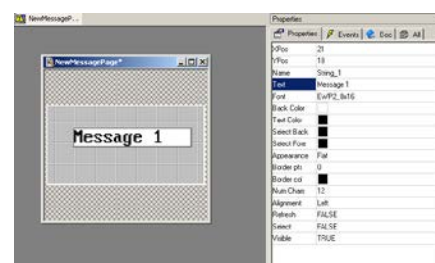 NewMessageP...
NewMessagePage*
Message 1
Properties
Properties Events Doc All
XPos 21
YPos 18
Name String_1
Text Message 1
Font EWP2_8x16
Back Color
Text Color
Select Back
Select Fore
Appearance Flat
Border pts 0
Border col
Num Chars 12
Alignment Left
Refresh FALSE
Select FALSE
Visible TRUE